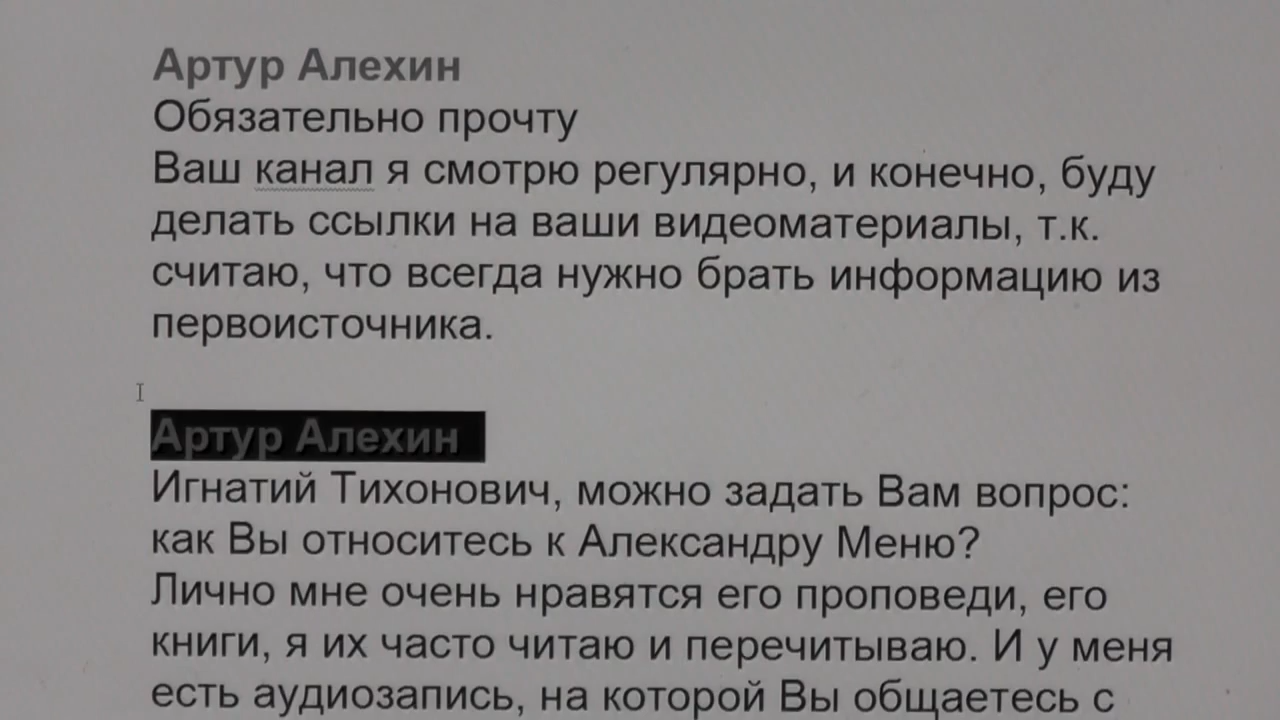 Артур Алехин
Обязательно прочту
Ваш канал я смотрю регулярно, и конечно, буду
делать ссылки на ваши видеоматериалы, т.к.
считаю, что всегда нужно брать информацию из
первоисточника.
Артур Алехин
Игнатий Тихонович, можно задать Вам вопрос:
как Вы относитесь к Александру Меню?
Лично мне очень нравятся его проповеди, его
книги, я их часто читаю и перечитываю. И у меня
есть аудиозапись, на которой Вы общаетесь с